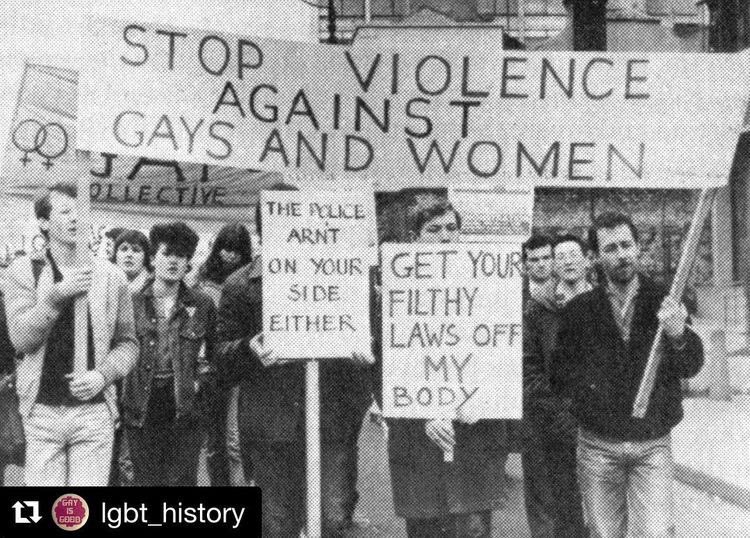 STOP VIOLENCE
AGAINST
GAYS AND WOMEN
OLLECTIVE
THE POLICE
ARN'T
ON YOUR
SIDE
EITHER
GET YOUR
FILTHY
LAWS OFF
MY
BODY
GAY
IS
GOOD
lgbt_history